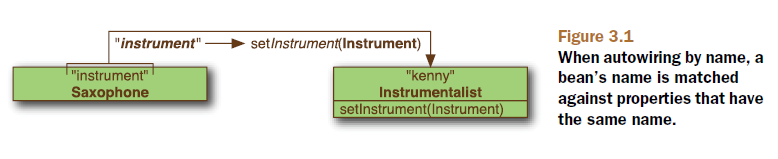 "instrument" setInstrument(Instrument)
"instrument"
Saxophone
"kenny"
Instrumentalist
setInstrument(Instrument)
Figure 3.1
When autowiring by name, a
bean's name is matched
against properties that have
the same name.